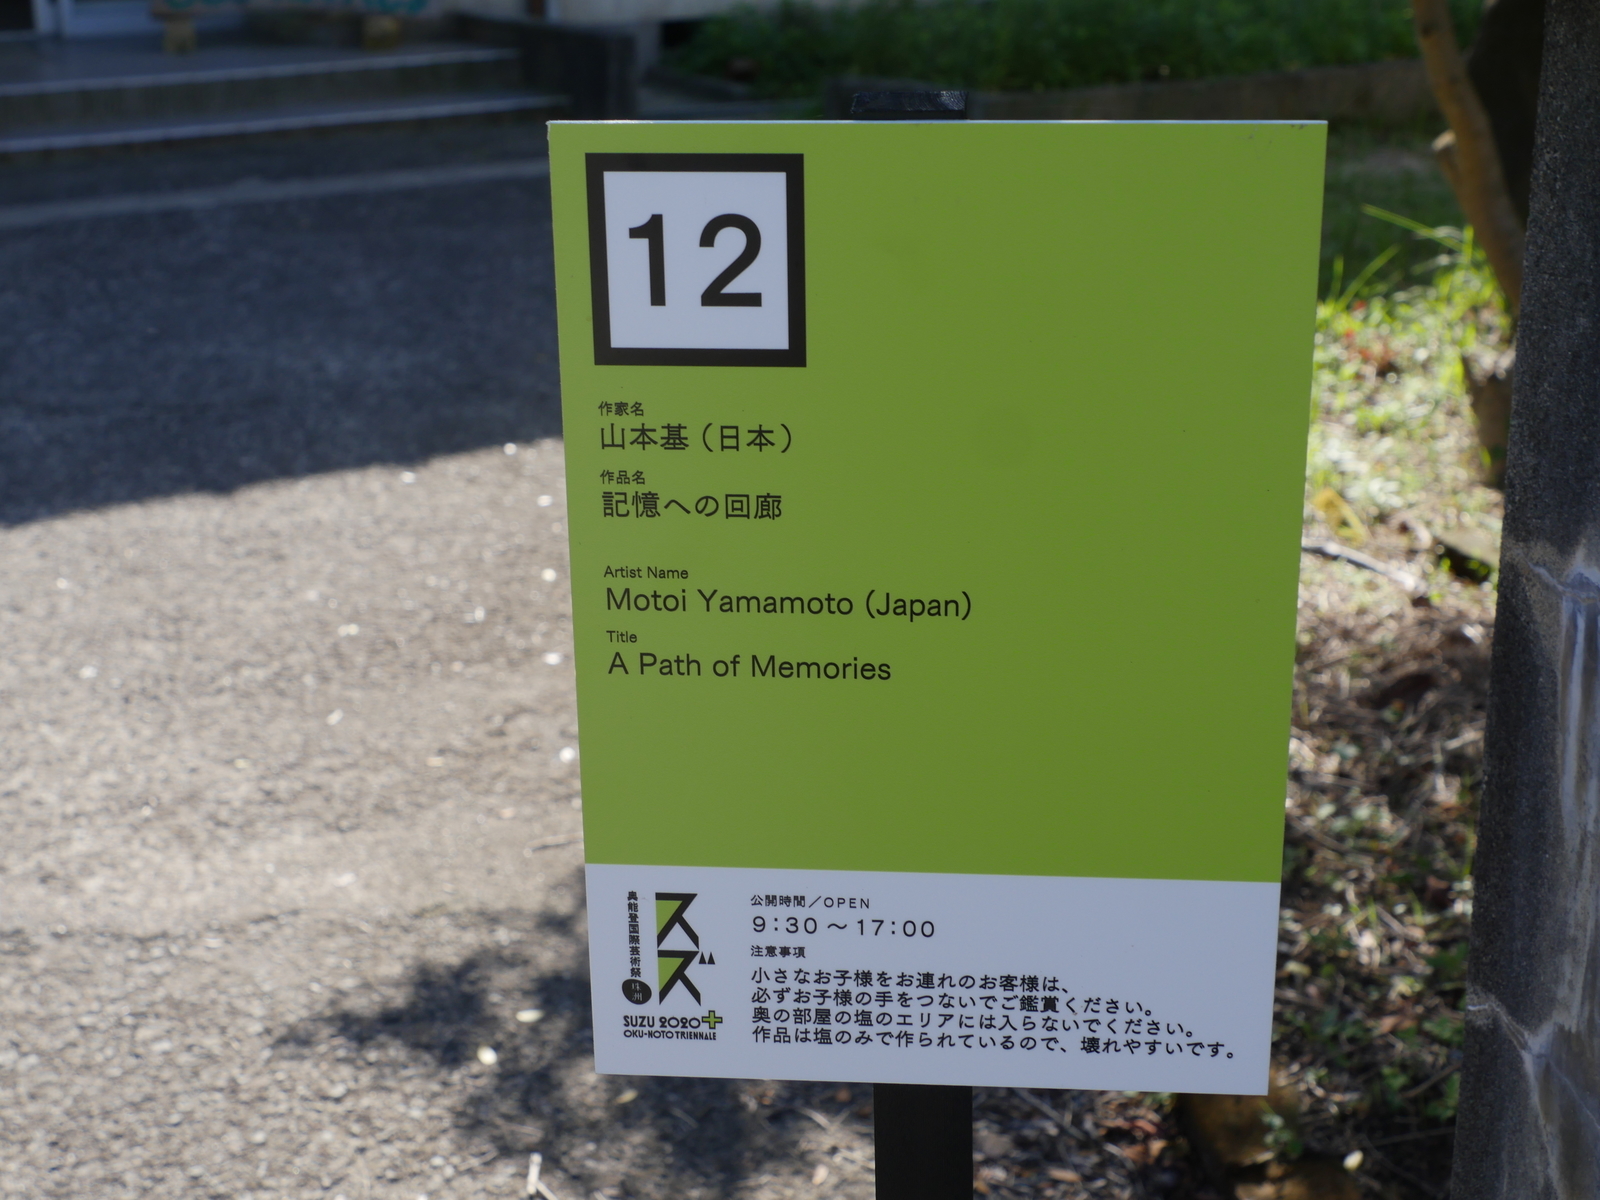 12
作家名
山本基（日本）
作品名
記憶への回廊
Artist Name
Motoi Yamamoto (Japan)
Title
A Path of Memories
奥能登国際芸術祭
珠洲
スズ
SUZU 2020+
OKU-NOTO TRIENNALE
公開時間／OPEN
9:30～17:00
注意事項
小さなお子様をお連れのお客様は、
必ずお子様の手をつないでご鑑賞ください。
奥の部屋の塩のエリアには入らないでください。
作品は塩のみで作られているので、壊れやすいです。